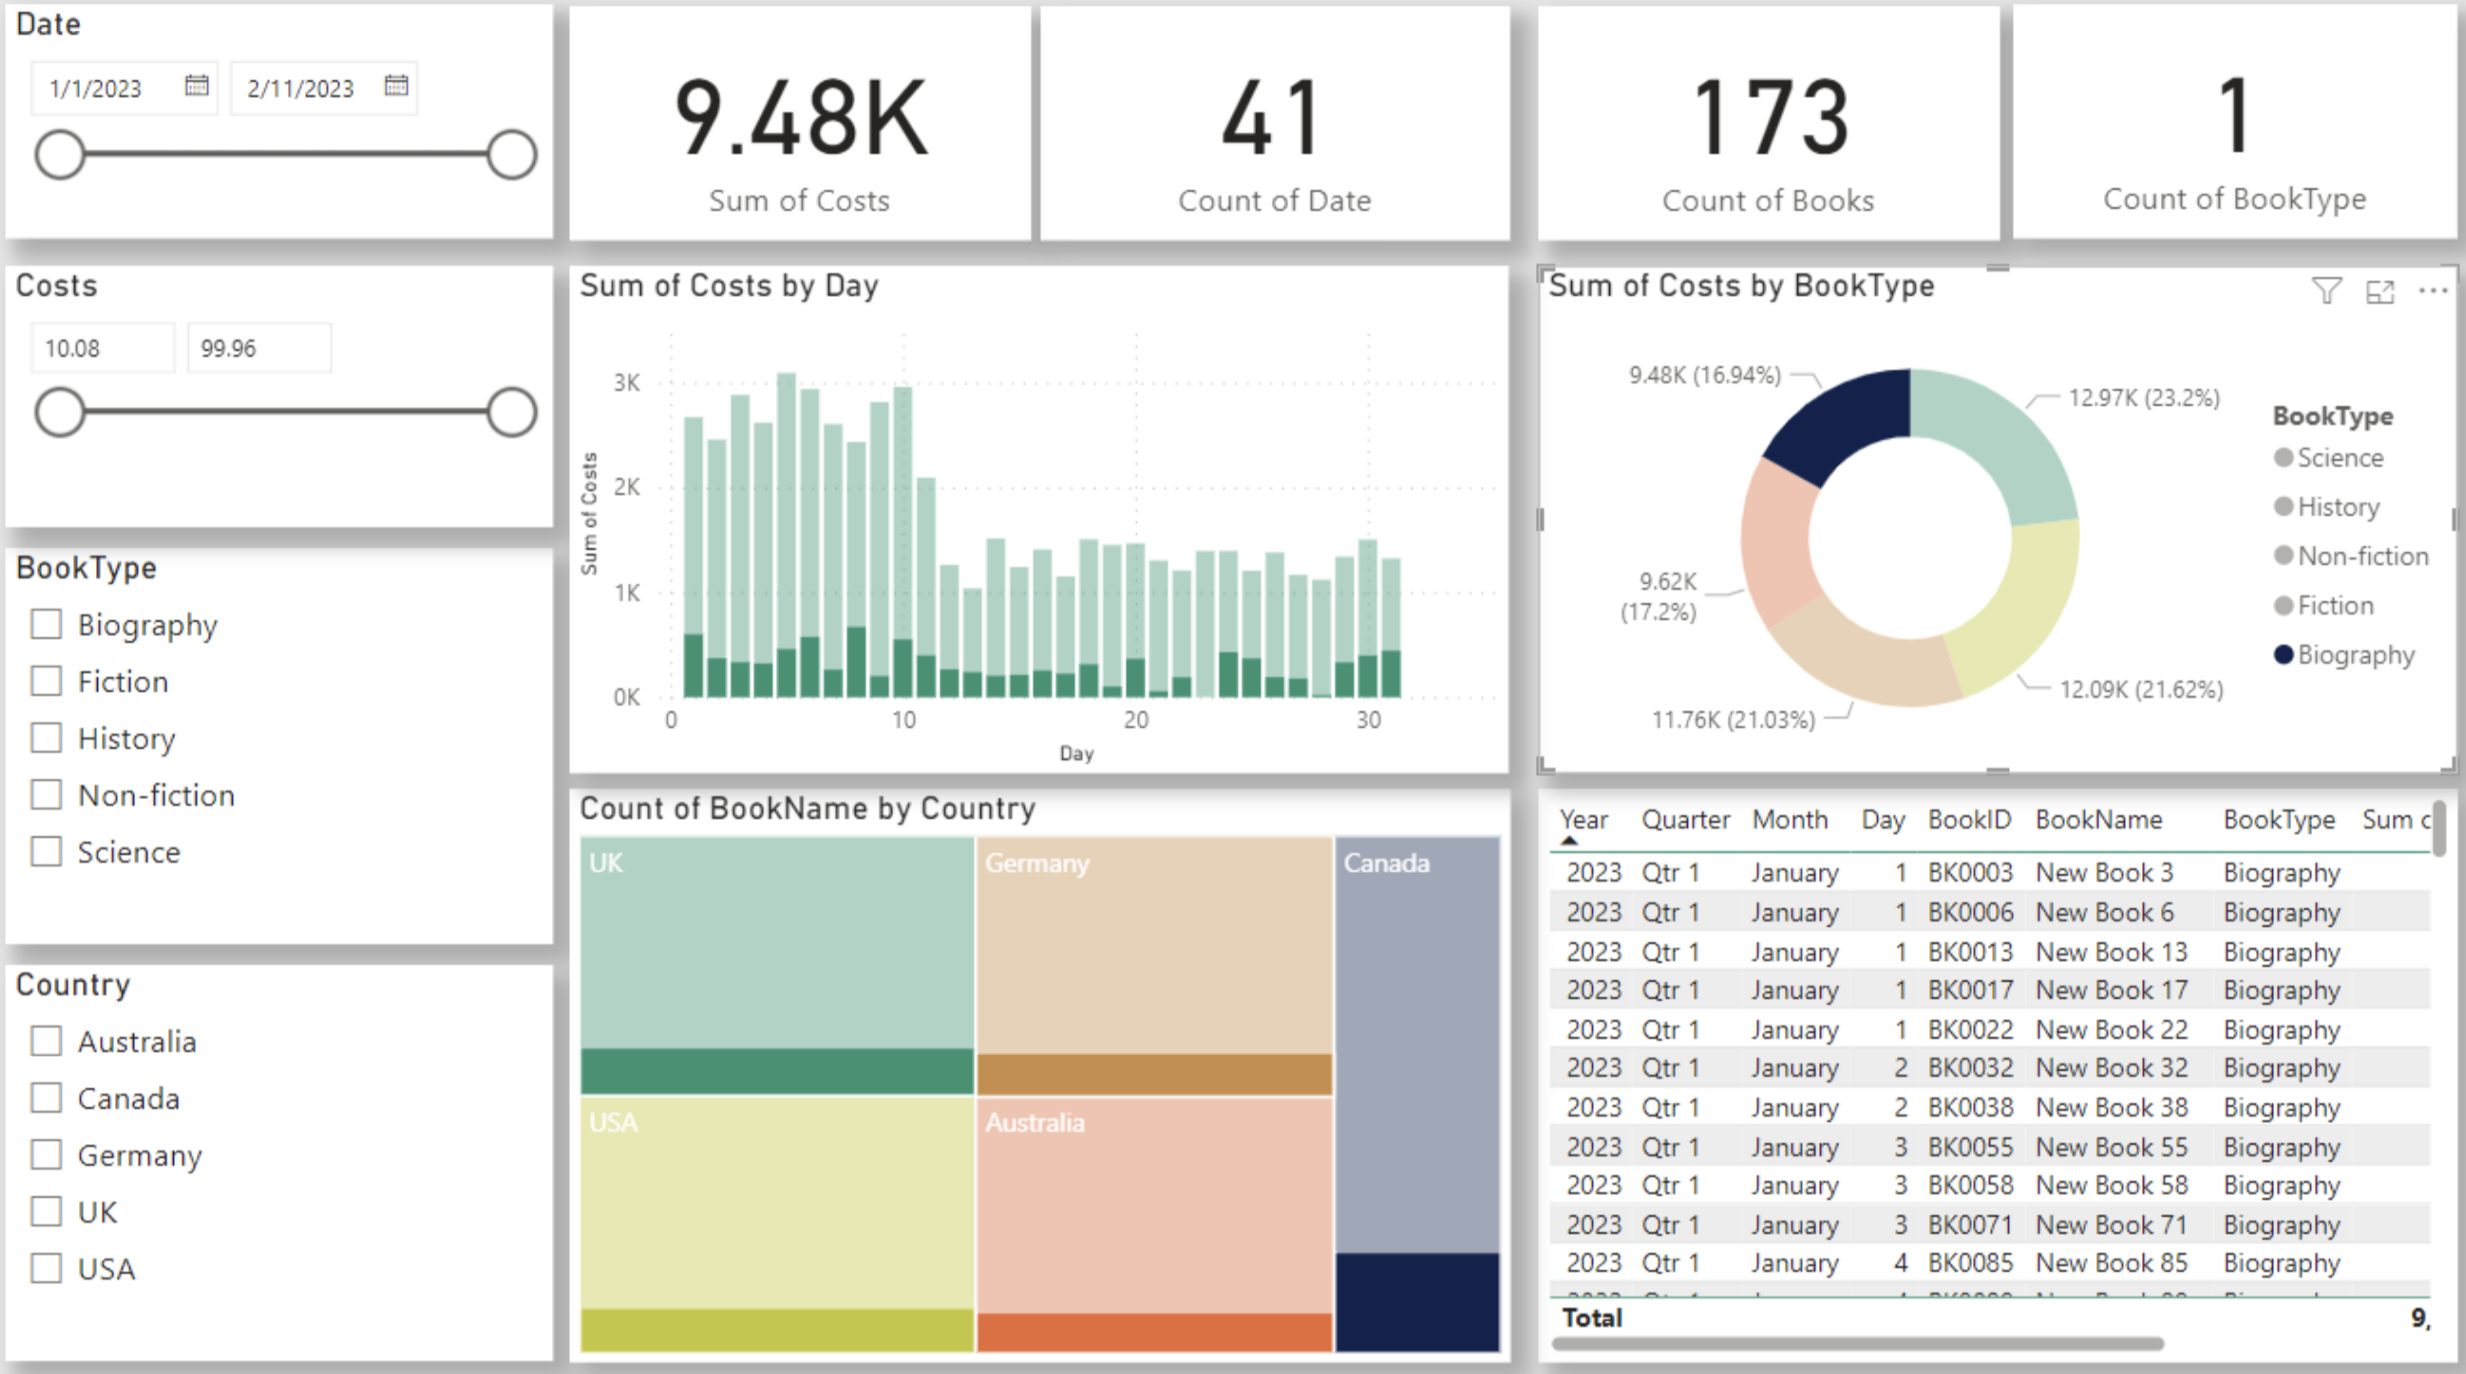 Date
1/1/2023 2/11/2023
9.48K
Sum of Costs
41
Count of Date
173
Count of Books
1
Count of BookType
Costs
10.08 99.96
BookType
Biography
Fiction
History
Non-fiction
Science
Country
Australia
Canada
Germany
UK
USA
Sum of Costs by Day
Sum of Costs
3K
2K
1K
0K
0 10 20 30
Day
Sum of Costs by BookType
9.48K (16.94%)
12.97K (23.2%)
9.62K
(17.2%)
11.76K (21.03%)
12.09K (21.62%)
BookType
Science
History
Non-fiction
Fiction
Biography
Count of BookName by Country
UK
Germany
Canada
USA
Australia
Year Quarter Month Day BookID BookName BookType Sum
2023 Qtr 1 January 1 BK0003 New Book 3 Biography
2023 Qtr 1 January 1 BK0006 New Book 6 Biography
2023 Qtr 1 January 1 BK0013 New Book 13 Biography
2023 Qtr 1 January 1 BK0017 New Book 17 Biography
2023 Qtr 1 January 1 BK0022 New Book 22 Biography
2023 Qtr 1 January 2 BK0032 New Book 32 Biography
2023 Qtr 1 January 2 BK0038 New Book 38 Biography
2023 Qtr 1 January 3 BK0055 New Book 55 Biography
2023 Qtr 1 January 3 BK0058 New Book 58 Biography
2023 Qtr 1 January 3 BK0071 New Book 71 Biography
2023 Qtr 1 January 4 BK0085 New Book 85 Biography
Total 9,